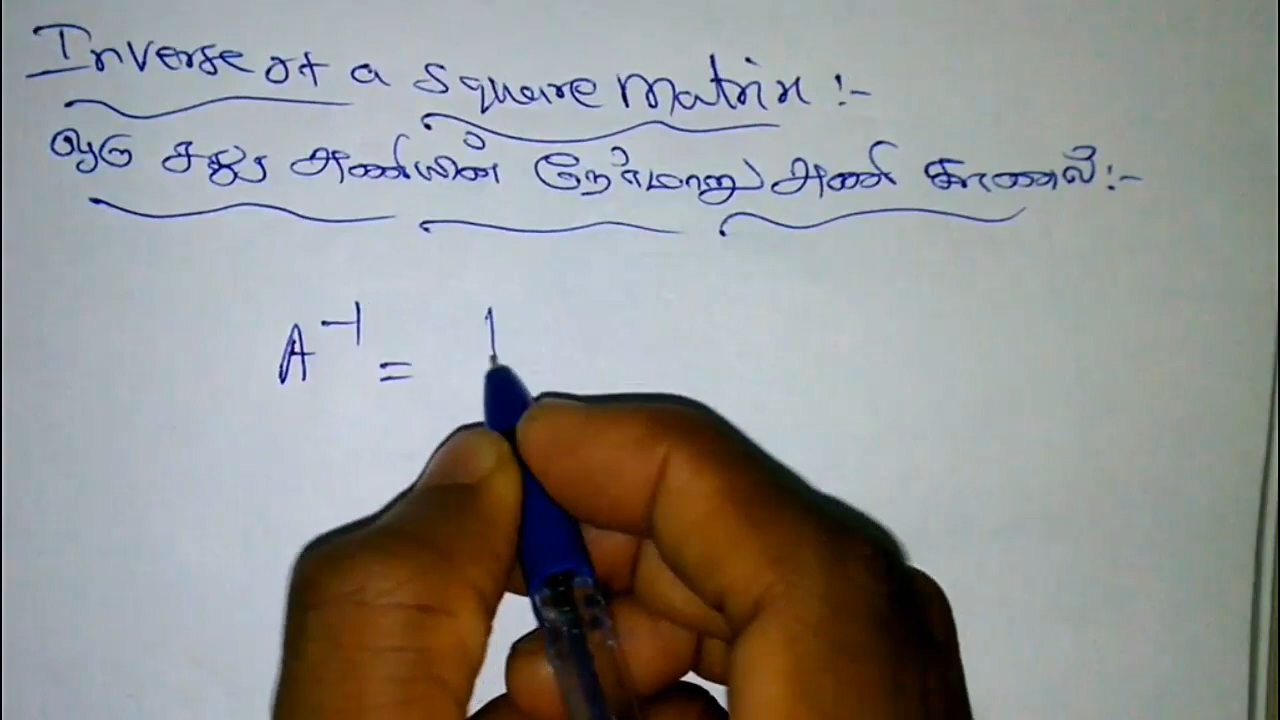 Inverse of a square matrix :-
ஒரு சதுர அணியின் நேர்மாறு அணி காணல் :-
A⁻¹ = 1